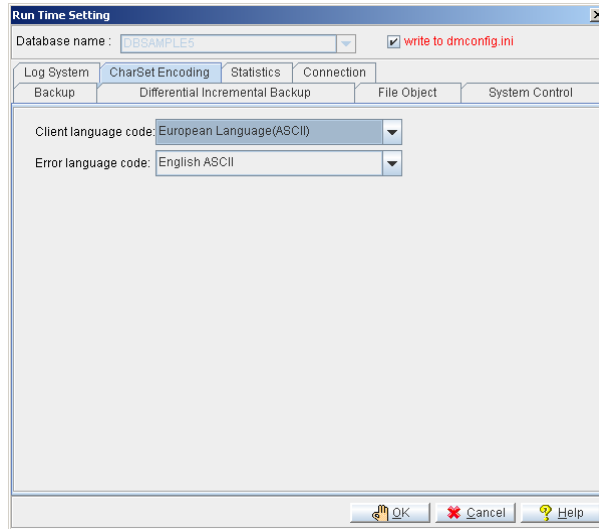 Run Time Setting
Database name : DBSAMPLE5 write to dmconfig.ini
Log System CharSet Encoding Statistics Connection
Backup Differential Incremental Backup File Object System Control
Client language code: European Language(ASCII)
Error language code: English ASCII
OK Cancel Help